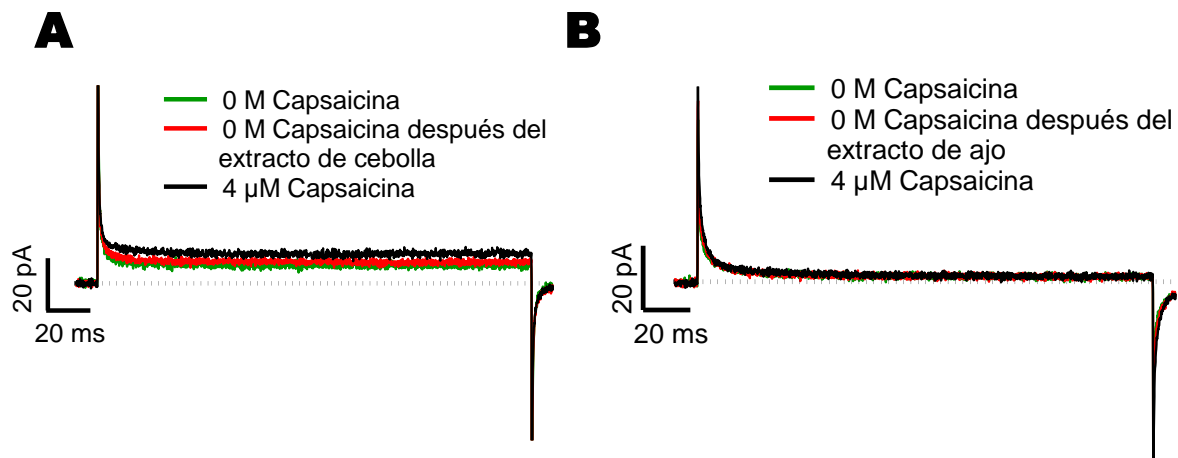 A
0 M Capsaicina
0 M Capsaicina después del
extracto de cebolla
4 µM Capsaicina
20 pA
20 ms
B
0 M Capsaicina
0 M Capsaicina después del
extracto de ajo
4 µM Capsaicina
20 pA
20 ms